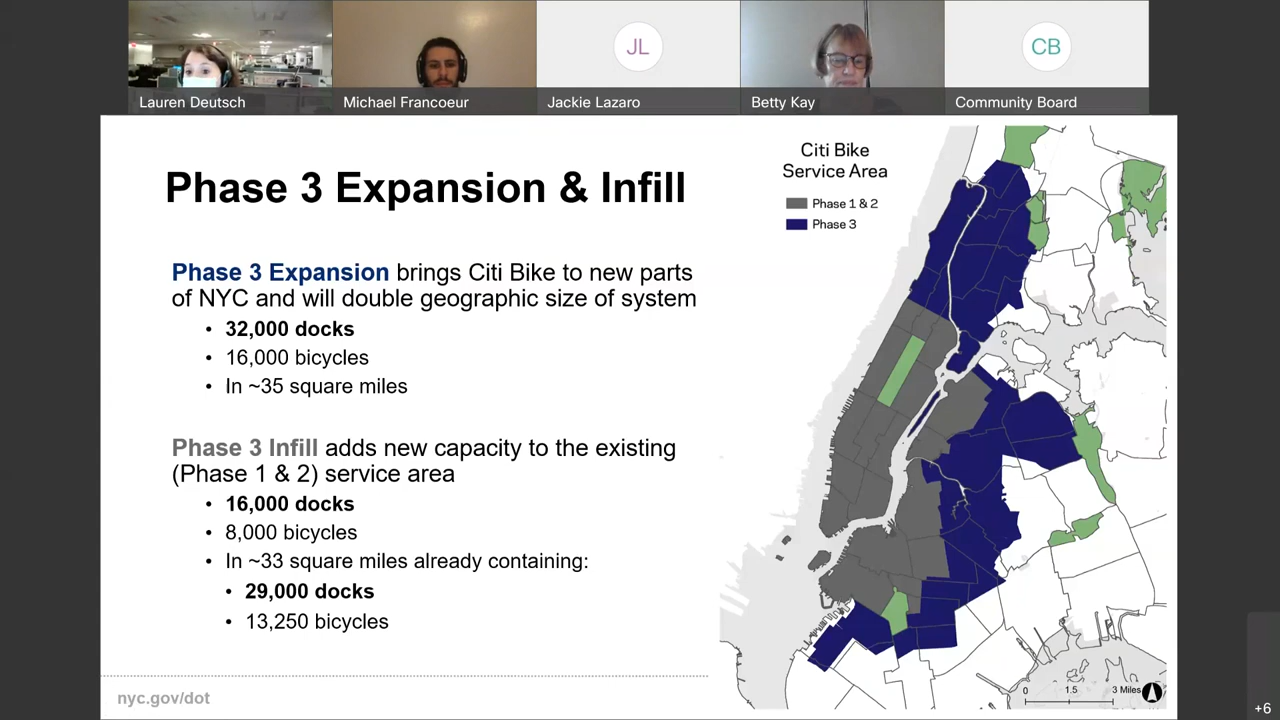 JL
CB
Lauren Deutsch
Michael Francoeur
Jackie Lazaro
Betty Kay
Community Board
Phase 3 Expansion & Infill
Phase 3 Expansion brings Citi Bike to new parts
of NYC and will double geographic size of system
• 32,000 docks
• 16,000 bicycles
• In ~35 square miles
Phase 3 Infill adds new capacity to the existing
(Phase 1 & 2) service area
• 16,000 docks
• 8,000 bicycles
• In ~33 square miles already containing:
• 29,000 docks
• 13,250 bicycles
nyc.gov/dot
Citi Bike
Service Area
Phase 1 & 2
Phase 3
0 1.5 3 Miles
+6